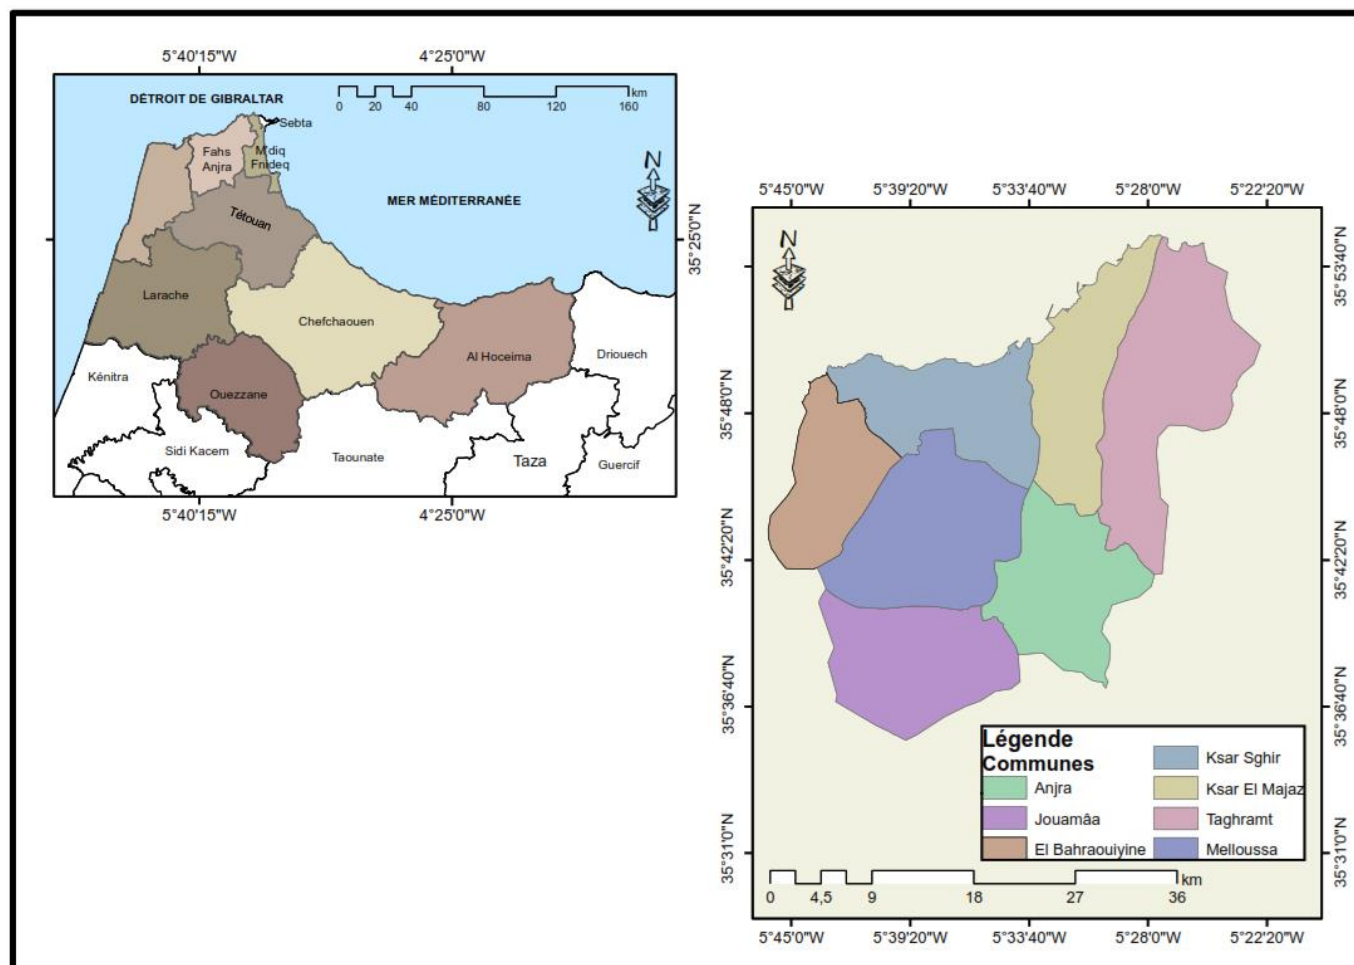 5°40'15"W 4°25'0"W
DÉTROIT DE GIBRALTAR
km
0 20 40 80 120 160
Sebta
Fahs
Anjra
M'diq
Fnideq
N
MER MÉDITERRANÉE
Tétouan
35°25'0"N
Larache
Chefchaouen
Al Hoceima
Driouech
Kénitra
Ouezzane
Sidi Kacem
Taounate
Taza
Guercif
5°40'15"W 4°25'0"W
5°45'0"W 5°39'20"W 5°33'40"W 5°28'0"W 5°22'20"W
N
35°53'40"N
35°48'0"N 35°48'0"N
35°42'20"N 35°42'20"N
35°36'40"N 35°36'40"N
35°31'0"N 35°31'0"N
Légende
Communes
Anjra
Jouamâa
El Bahraouiyine
Ksar Sghir
Ksar El Majaz
Taghramt
Melloussa
km
0 4,5 9 18 27 36
5°45'0"W 5°39'20"W 5°33'40"W 5°28'0"W 5°22'20"W